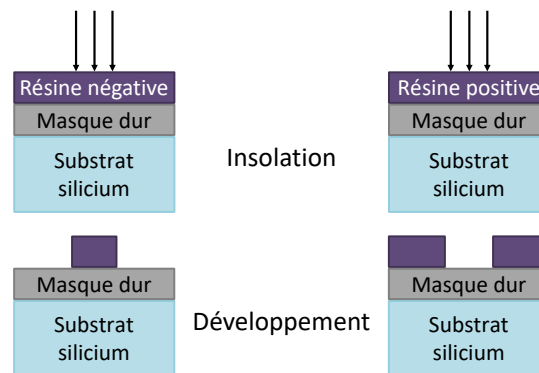 Résine négative
Résine positive
Masque dur
Masque dur
Substrat
silicium
Insolation
Substrat
silicium
Masque dur
Masque dur
Substrat
silicium
Développement
Substrat
silicium